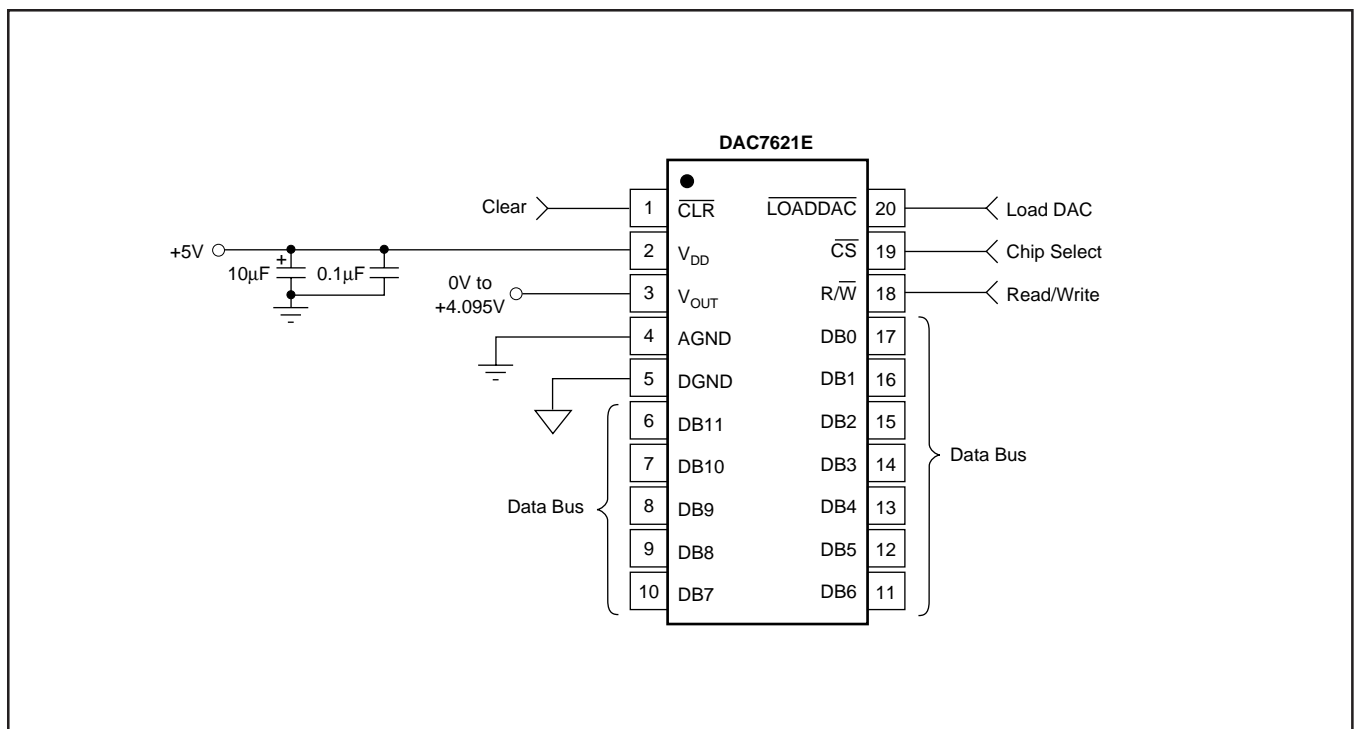 DAC7621E
Clear 1 CLR LOADDAC 20 Load DAC
+5V 2 VDD CS 19 Chip Select
10µF + 0.1µF
0V to
+4.095V 3 VOUT R/W 18 Read/Write
4 AGND DB0 17
5 DGND DB1 16
6 DB11 DB2 15
7 DB10 DB3 14 Data Bus
Data Bus 8 DB9 DB4 13
9 DB8 DB5 12
10 DB7 DB6 11